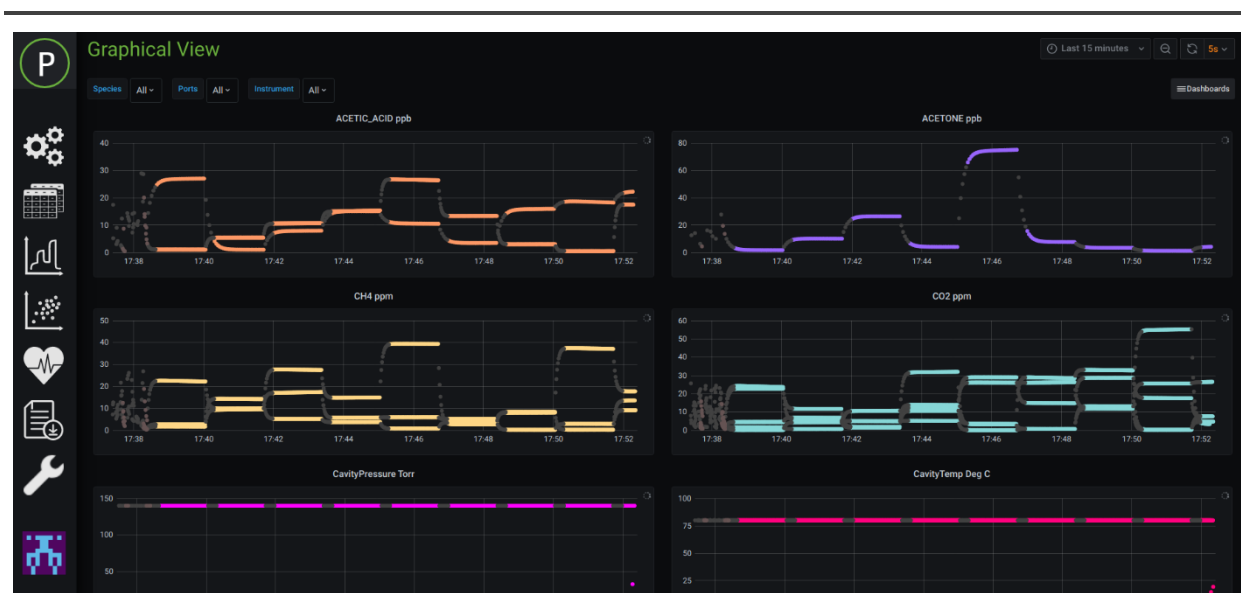 P
Graphical View
Last 15 minutes
5s
Species All Ports All Instrument All
Dashboards
ACETIC_ACID ppb
40
30
20
10
0
17:38 17:40 17:42 17:44 17:46 17:48 17:50 17:52
ACETONE ppb
80
60
40
20
0
17:38 17:40 17:42 17:44 17:46 17:48 17:50 17:52
CH4 ppm
50
40
30
20
10
0
17:38 17:40 17:42 17:44 17:46 17:48 17:50 17:52
CO2 ppm
60
50
40
30
20
10
0
17:38 17:40 17:42 17:44 17:46 17:48 17:50 17:52
CavityPressure Torr
150
100
50
CavityTemp Deg C
100
75
50
25